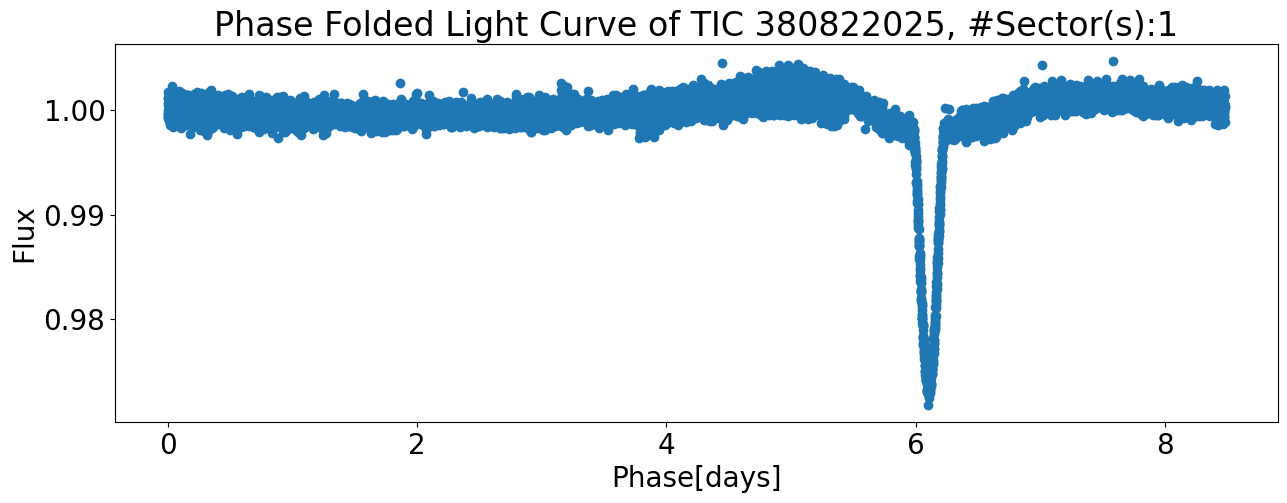 Phase Folded Light Curve of TIC 380822025, #Sector(s):1
1.00
0.99
0.98
Flux
0 2 4 6 8
Phase[days]